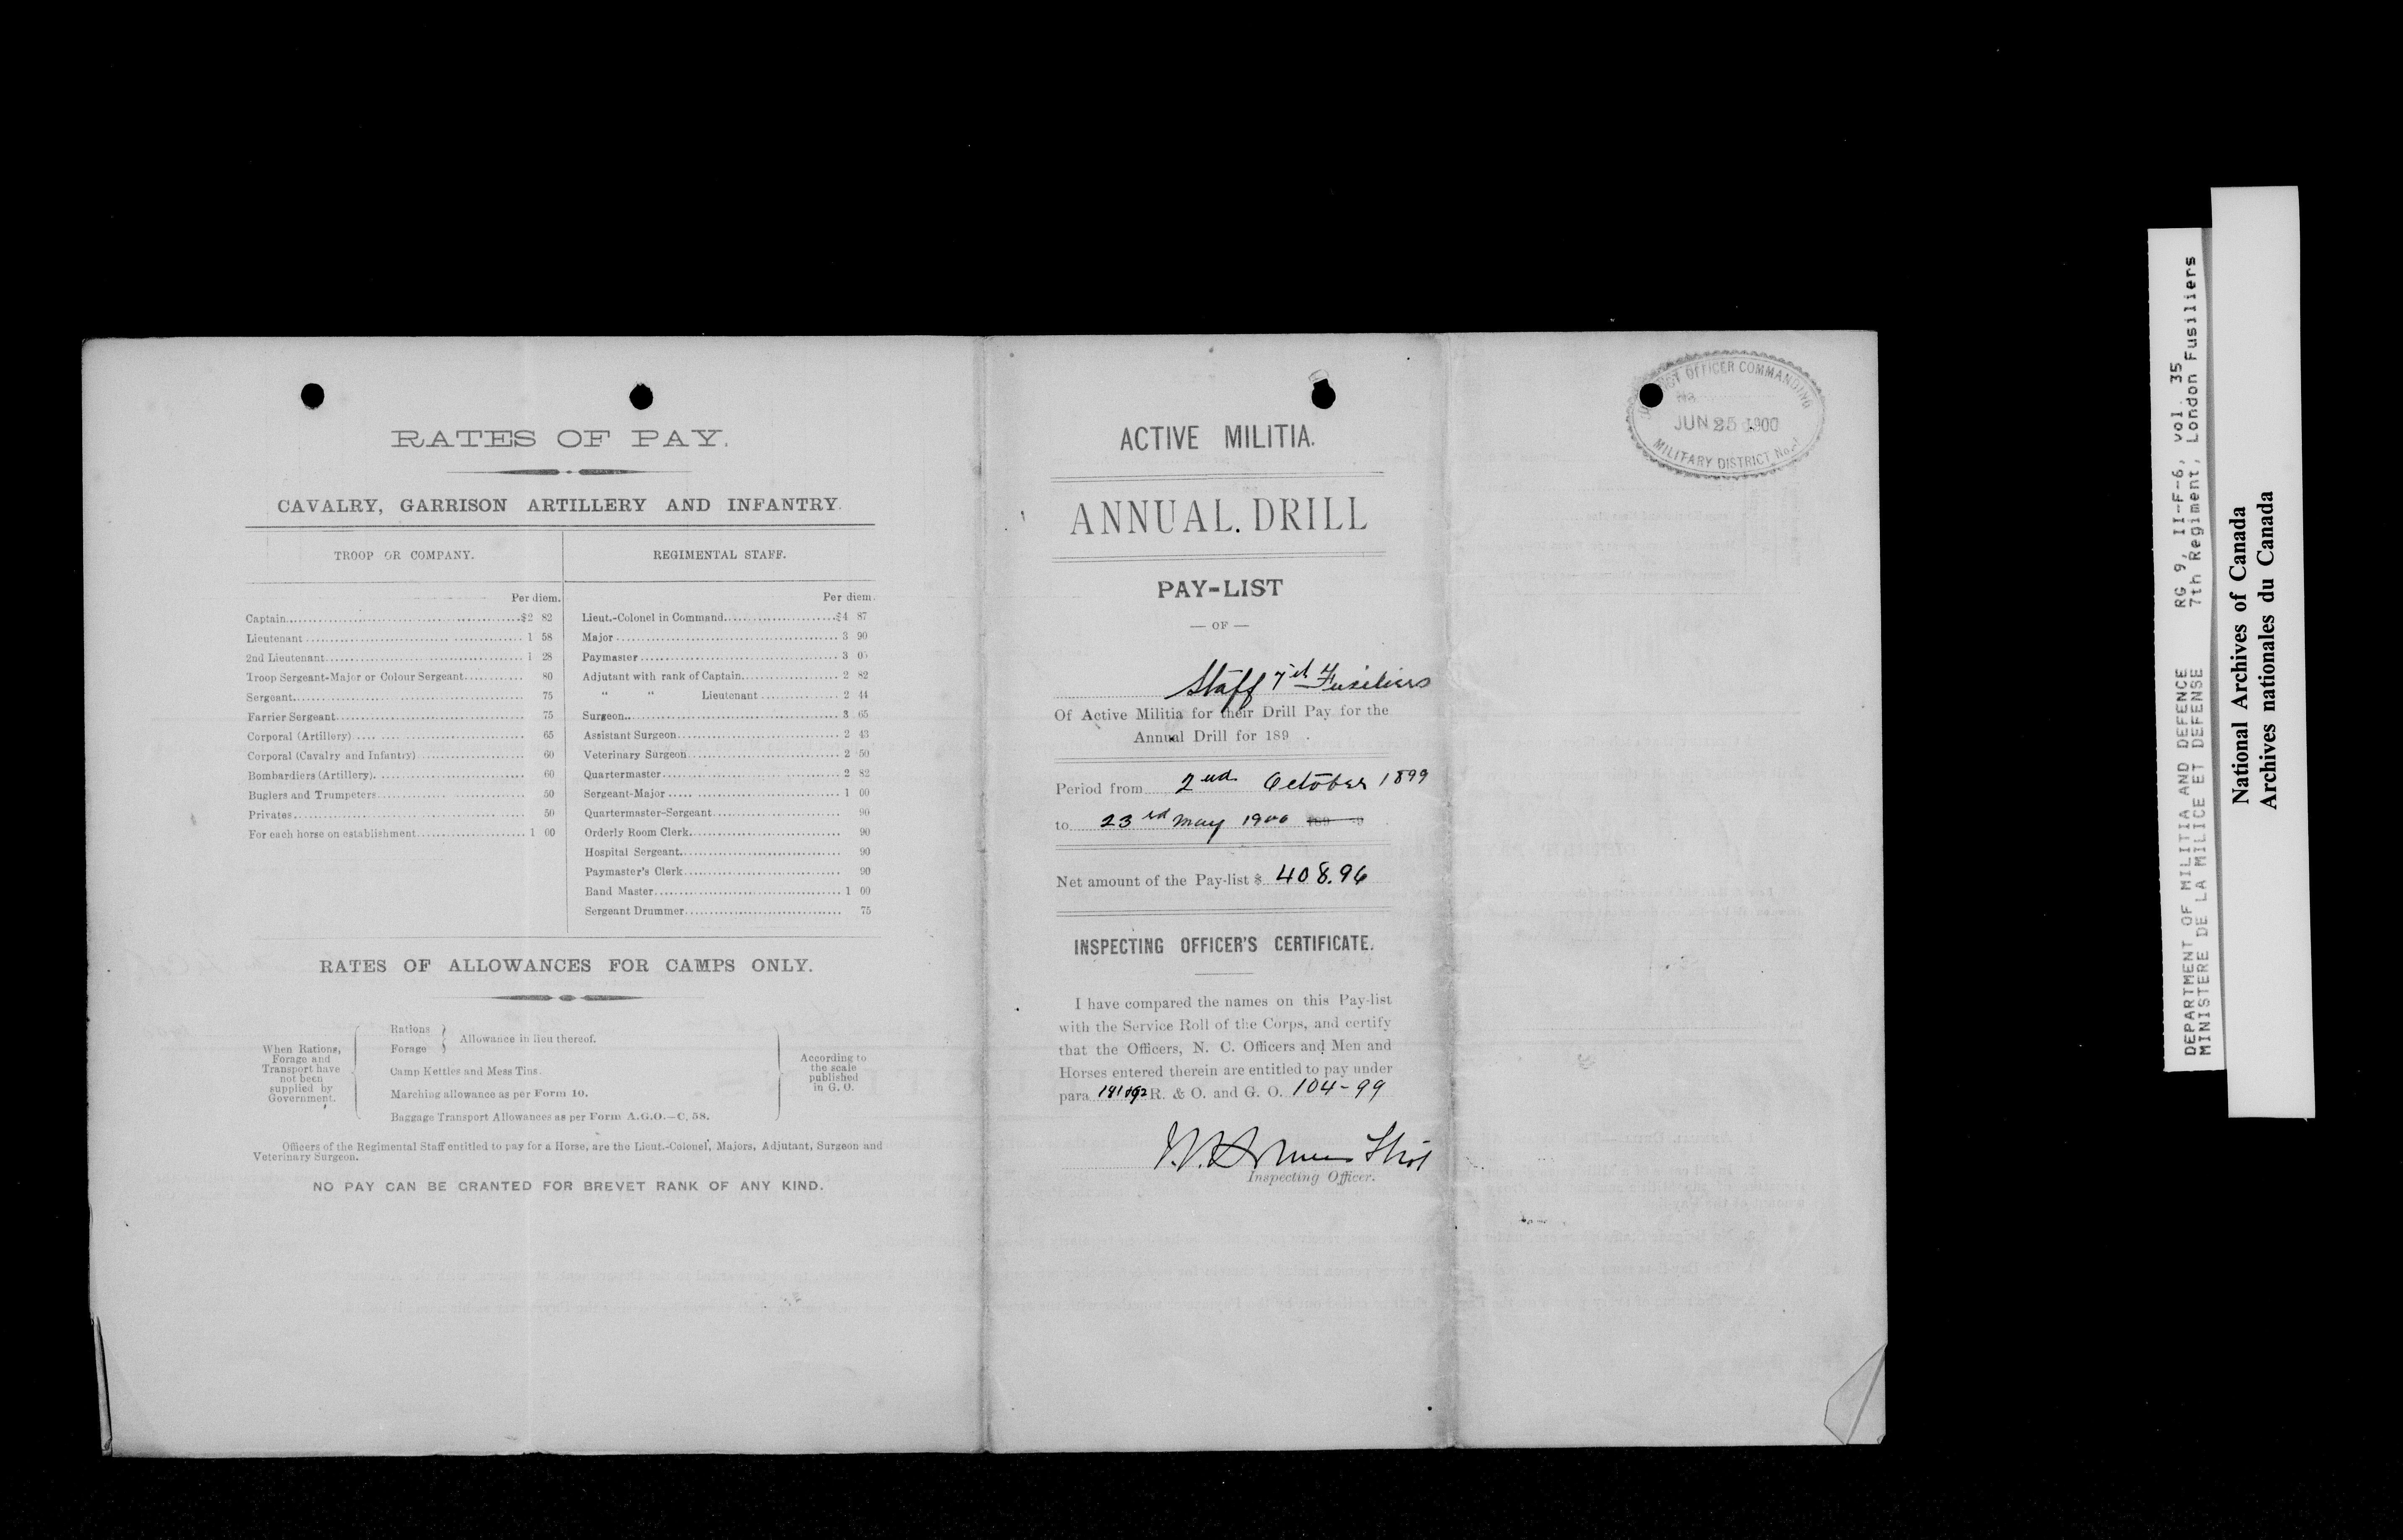 RATES OF PAY.
CAVALRY, GARRISON ARTILLERY AND INFANTRY.
TROOP OR COMPANY.
Per diem.
Captain $2 82
Lieutenant 1 58
2nd Lieutenant 1 28
Troop Sergeant-Major or Colour Sergeant 80
Sergeant 75
Farrier Sergeant 75
Corporal (Artillery) 65
Corporal (Cavalry and Infantry) 60
Bombardiers (Artillery) 60
Buglers and Trumpeters 50
Privates 50
For each horse on establishment 1 00
REGIMENTAL STAFF.
Per diem.
Lieut.-Colonel in Command $4 87
Major 3 90
Paymaster 3 05
Adjutant with rank of Captain 2 82
" " Lieutenant 2 44
Surgeon 3 65
Assistant Surgeon 2 43
Veterinary Surgeon 2 50
Quartermaster 2 82
Sergeant-Major 1 00
Quartermaster-Sergeant 90
Orderly Room Clerk 90
Hospital Sergeant 90
Paymaster's Clerk 90
Band Master 1 00
Sergeant Drummer 75
RATES OF ALLOWANCES FOR CAMPS ONLY.
When Rations,
Forage and
Transport have
not been
supplied by
Government.
Rations
Forage
Allowance in lieu thereof.
Camp Kettles and Mess Tins.
Marching allowance as per Form 10.
Baggage Transport Allowances as per Form A.G.O.—C. 58.
According to
the scale
published
in G. O.
Officers of the Regimental Staff entitled to pay for a Horse, are the Lieut.-Colonel, Majors, Adjutant, Surgeon and
Veterinary Surgeon.
NO PAY CAN BE GRANTED FOR BREVET RANK OF ANY KIND.
ACTIVE MILITIA.
ANNUAL DRILL
PAY-LIST
— OF —
Staff 7th Fusiliers
Of Active Militia for their Drill Pay for the
Annual Drill for 189 .
Period from 2nd October 1899
to 23rd May 1900 189
Net amount of the Pay-list $ 408.96
INSPECTING OFFICER'S CERTIFICATE.
I have compared the names on this Pay-list
with the Service Roll of the Corps, and certify
that the Officers, N. C. Officers and Men and
Horses entered therein are entitled to pay under
para R. & O. and G. O. 104-99
Inspecting Officer.
OFFICER COMMANDING
No
JUN 25 1900
MILITARY DISTRICT No.
DEPARTMENT OF MILITIA AND DEFENCE RG 9, II-F-6, vol. 35
MINISTERE DE LA MILICE ET DEFENSE 7th Regiment, London Fusiliers
National Archives of Canada
Archives nationales du Canada